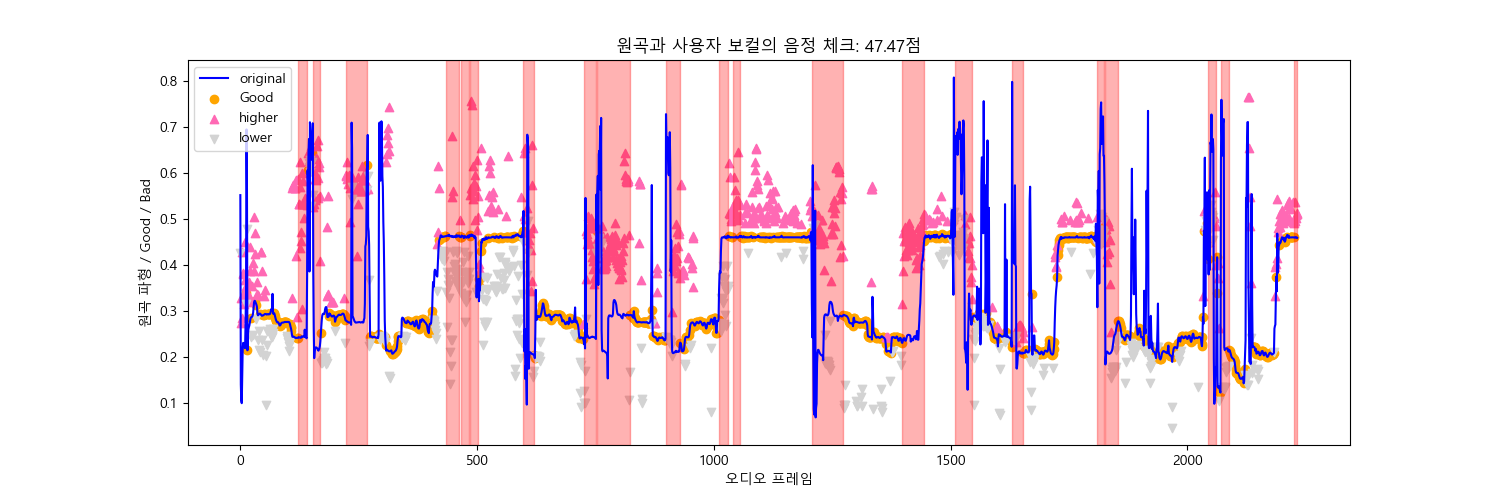 원곡과 사용자 보컬의 음정 체크: 47.47점
original
Good
higher
lower
원곡 파형 / Good / Bad
0.8
0.7
0.6
0.5
0.4
0.3
0.2
0.1
0 500 1000 1500 2000
오디오 프레임